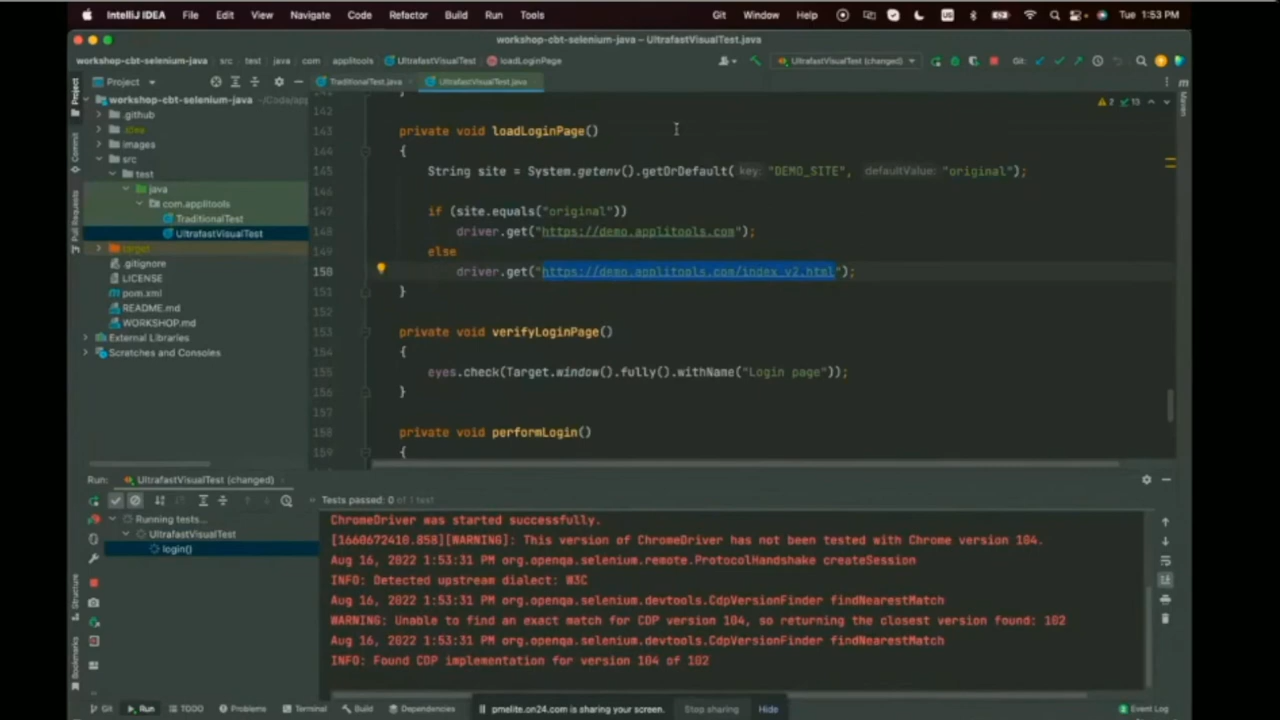 IntelliJ IDEA File Edit View Navigate Code Refactor Build Run Tools Git Window Help Tue 1:53 PM
workshop-cbt-selenium-java – UltrafastVisualTest.java
workshop-cbt-selenium-java src test java com applitools UltrafastVisualTest loadLoginPage UltrafastVisualTest (changed) Git:
Project TraditionalTest.java UltrafastVisualTest.java
Project
Commit
Pull Requests
Maven
workshop-cbt-selenium-java
.github
.idea
images
src
test
java
com.applitools
TraditionalTest
UltrafastVisualTest
target
.gitignore
LICENSE
pom.xml
README.md
WORKSHOP.md
External Libraries
Scratches and Consoles
2 13
142
143 private void loadLoginPage()
144 {
145 String site = System.getenv().getOrDefault( key: "DEMO_SITE", defaultValue: "original");
146
147 if (site.equals("original"))
148 driver.get("https://demo.applitools.com");
149 else
150 driver.get("https://demo.applitools.com/index_v2.html");
151 }
152
153 private void verifyLoginPage()
154 {
155 eyes.check(Target.window().fully().withName("Login page"));
156 }
157
158 private void performLogin()
159 {
Run: UltrafastVisualTest (changed)
Tests passed: 0 of 1 test
Running tests...
UltrafastVisualTest
login()
Structure
Bookmarks
ChromeDriver was started successfully.
[1660672410.858][WARNING]: This version of ChromeDriver has not been tested with Chrome version 104.
Aug 16, 2022 1:53:31 PM org.openqa.selenium.remote.ProtocolHandshake createSession
INFO: Detected upstream dialect: W3C
Aug 16, 2022 1:53:31 PM org.openqa.selenium.devtools.CdpVersionFinder findNearestMatch
WARNING: Unable to find an exact match for CDP version 104, so returning the closest version found: 102
Aug 16, 2022 1:53:31 PM org.openqa.selenium.devtools.CdpVersionFinder findNearestMatch
INFO: Found CDP implementation for version 104 of 102
Git Run TODO Problems Terminal Build Dependencies Event Log
pmelite.on24.com is sharing your screen. Stop sharing Hide